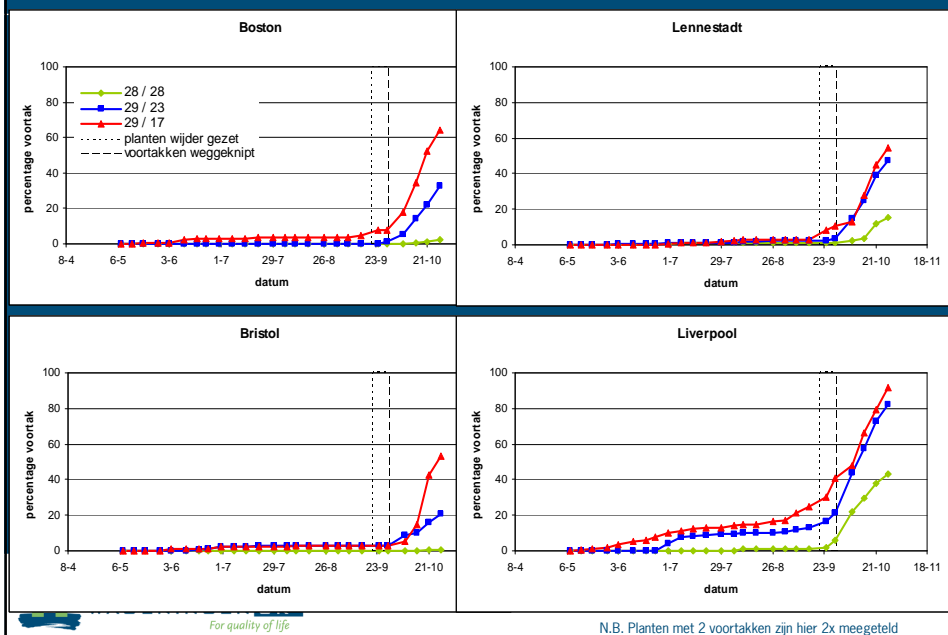 Boston
100
80
60
40
20
0
percentage voortak
28 / 28
29 / 23
29 / 17
planten wijder gezet
voortakken weggeknipt
8-4 6-5 3-6 1-7 29-7 26-8 23-9 21-10
datum
Lennestadt
100
80
60
40
20
0
percentage voortak
8-4 6-5 3-6 1-7 29-7 26-8 23-9 21-10 18-11
datum
Bristol
100
80
60
40
20
0
percentage voortak
8-4 6-5 3-6 1-7 29-7 26-8 23-9 21-10
datum
Liverpool
100
80
60
40
20
0
percentage voortak
8-4 6-5 3-6 1-7 29-7 26-8 23-9 21-10 18-11
datum
For quality of life
N.B. Planten met 2 voortakken zijn hier 2x meegeteld